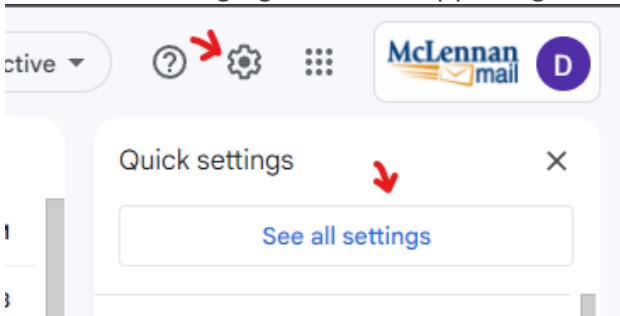 ctive
McLennan
mail
D
Quick settings
See all settings